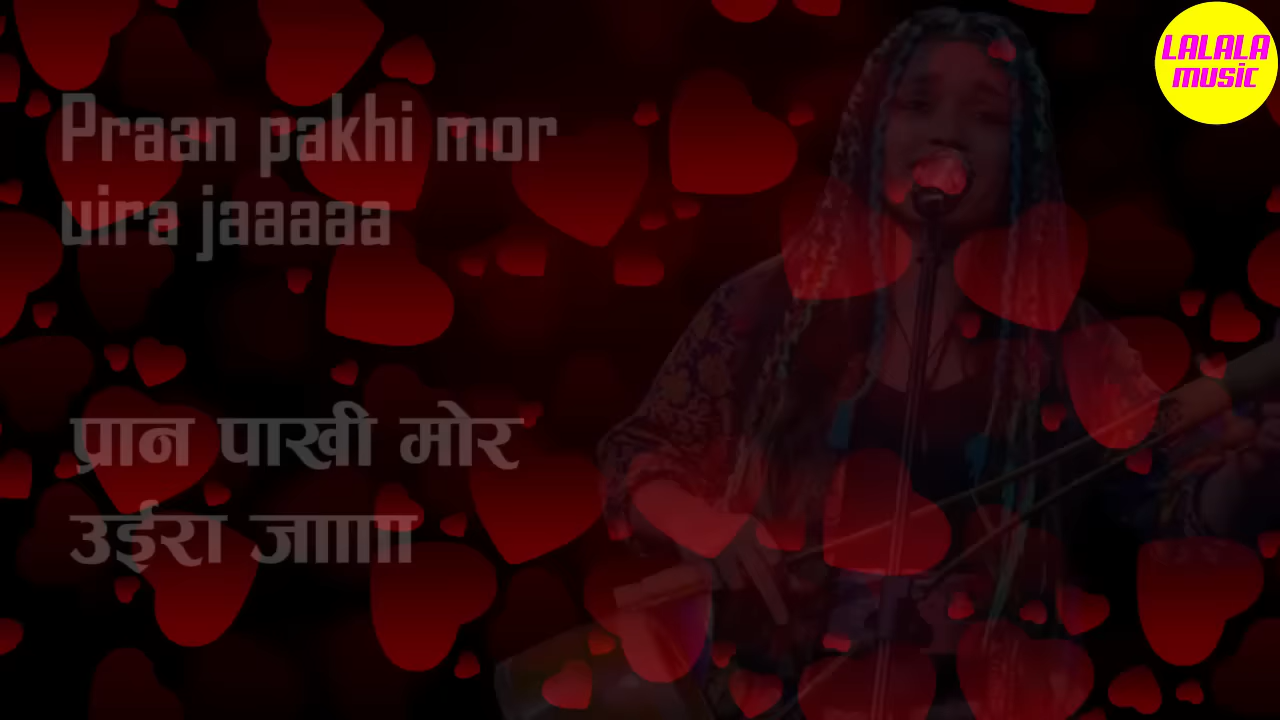 LALALA
music
Praan pakhi mor
uira jaaaaa
प्रान पाखी मोर
उईरा जाााा